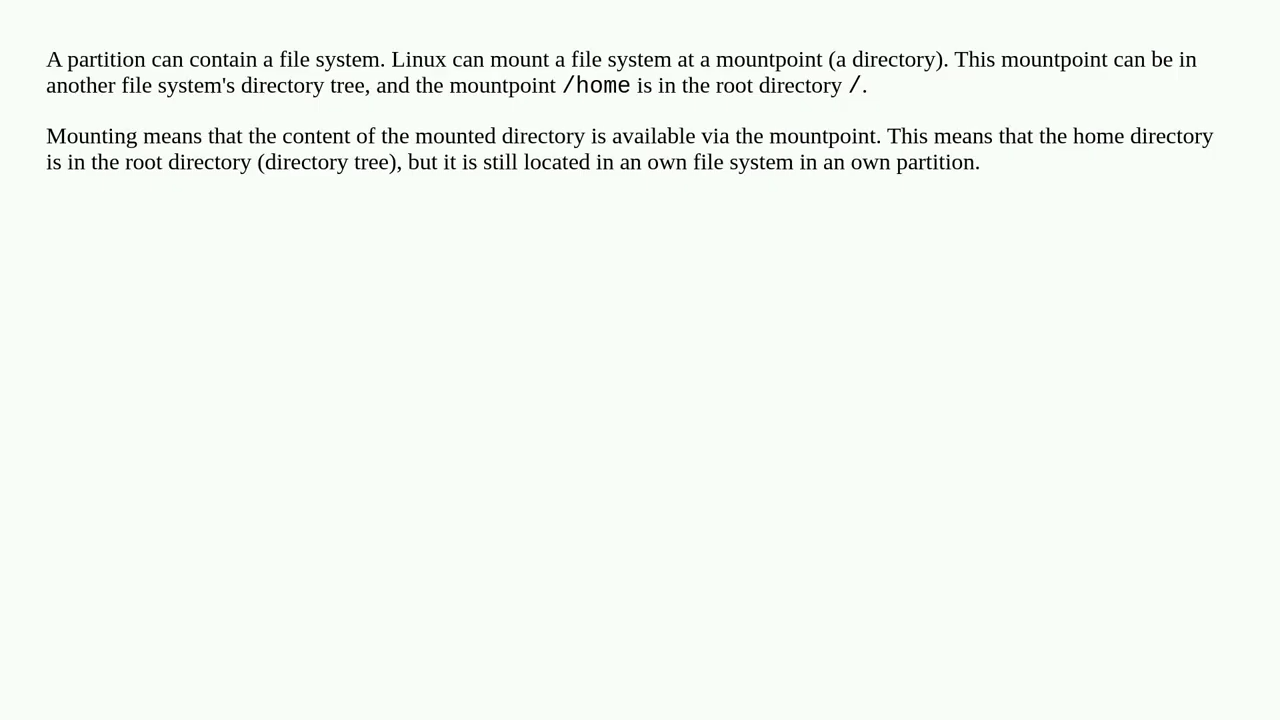 A partition can contain a file system. Linux can mount a file system at a mountpoint (a directory). This mountpoint can be in
another file system's directory tree, and the mountpoint /home is in the root directory /.
Mounting means that the content of the mounted directory is available via the mountpoint. This means that the home directory
is in the root directory (directory tree), but it is still located in an own file system in an own partition.